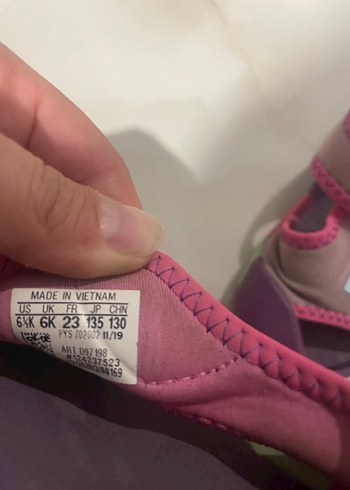 MADE IN VIETNAM
US UK FR JP CHN
6½K 6K 23 135 130
PYS 702002 11/19
ART D97198
#124237523